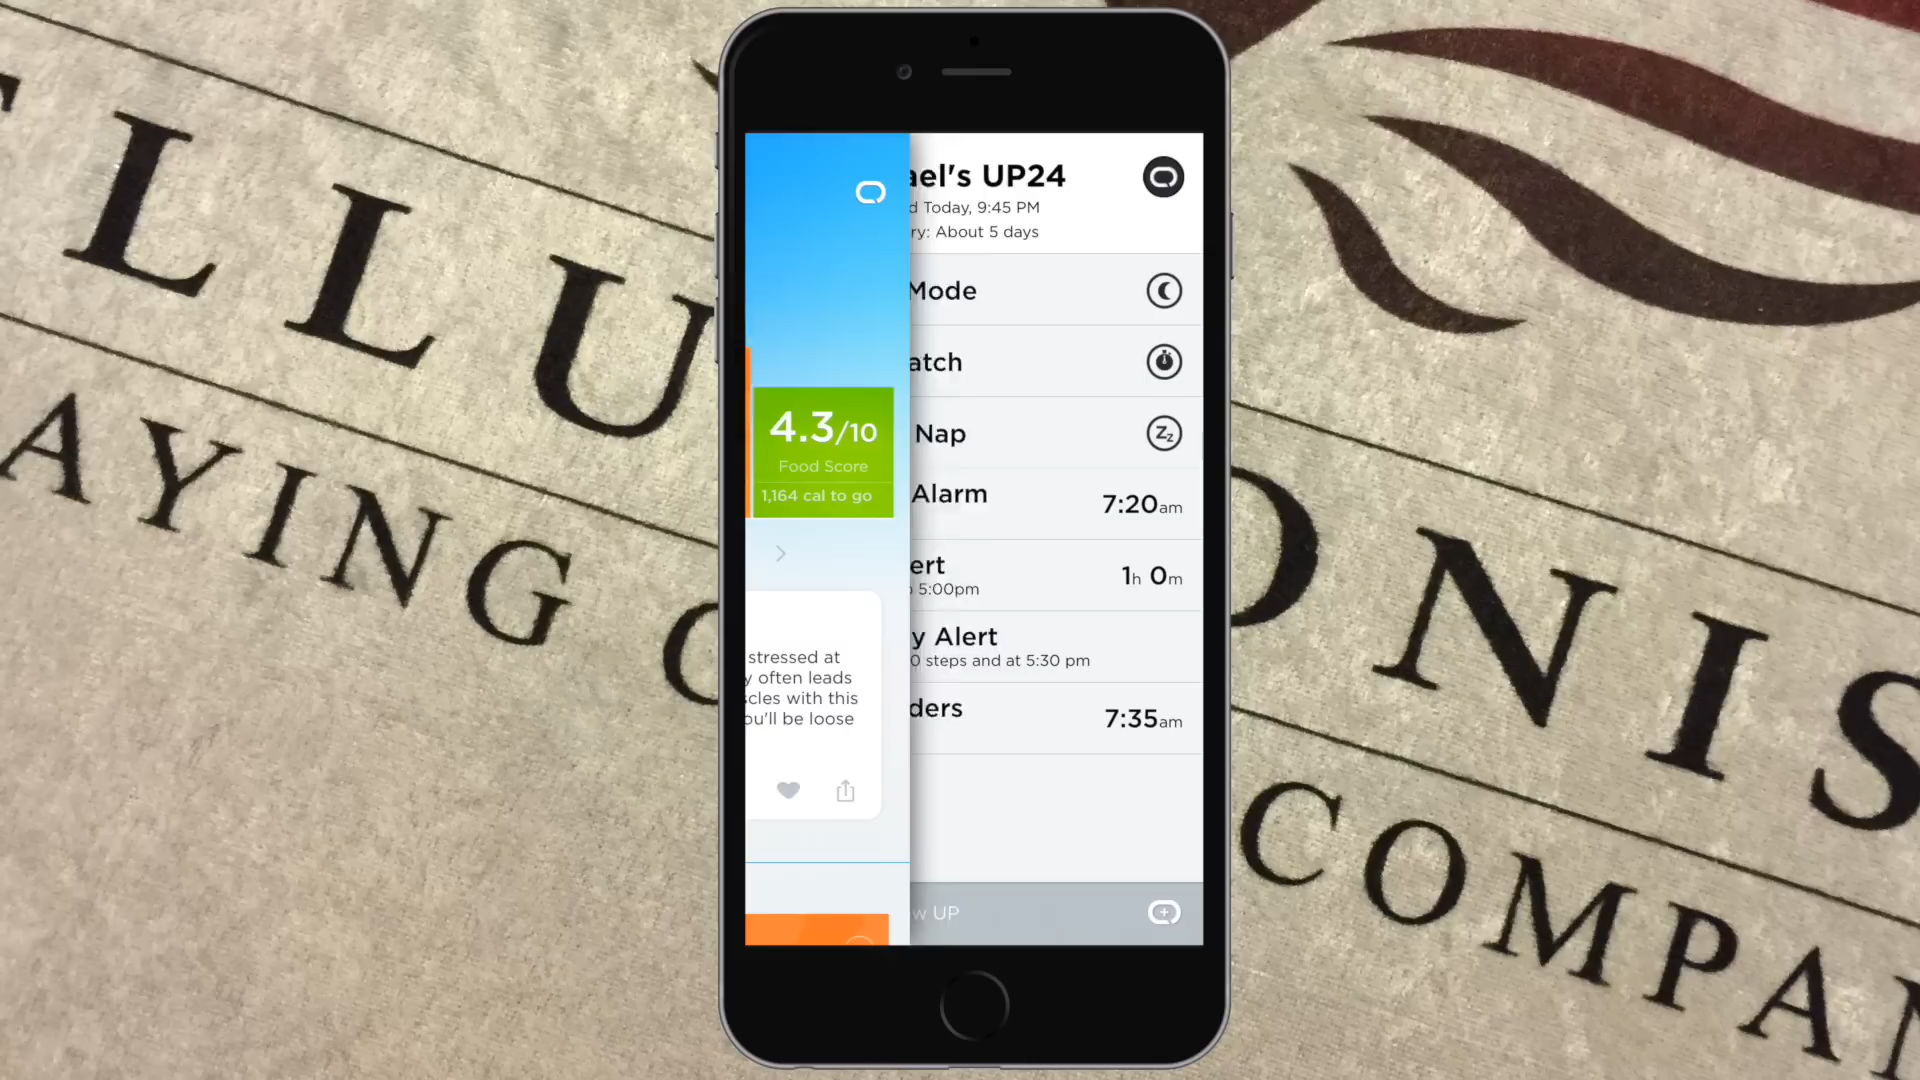 LLU
AYING C
ONIS
COMPA
4.3/10
Food Score
1,164 cal to go
stressed at
y often leads
scles with this
ou'll be loose
ael's UP24
d Today, 9:45 PM
ry: About 5 days
Mode
atch
Nap
Alarm
7:20am
ert
5:00pm
1h 0m
y Alert
0 steps and at 5:30 pm
ders
7:35am
w UP